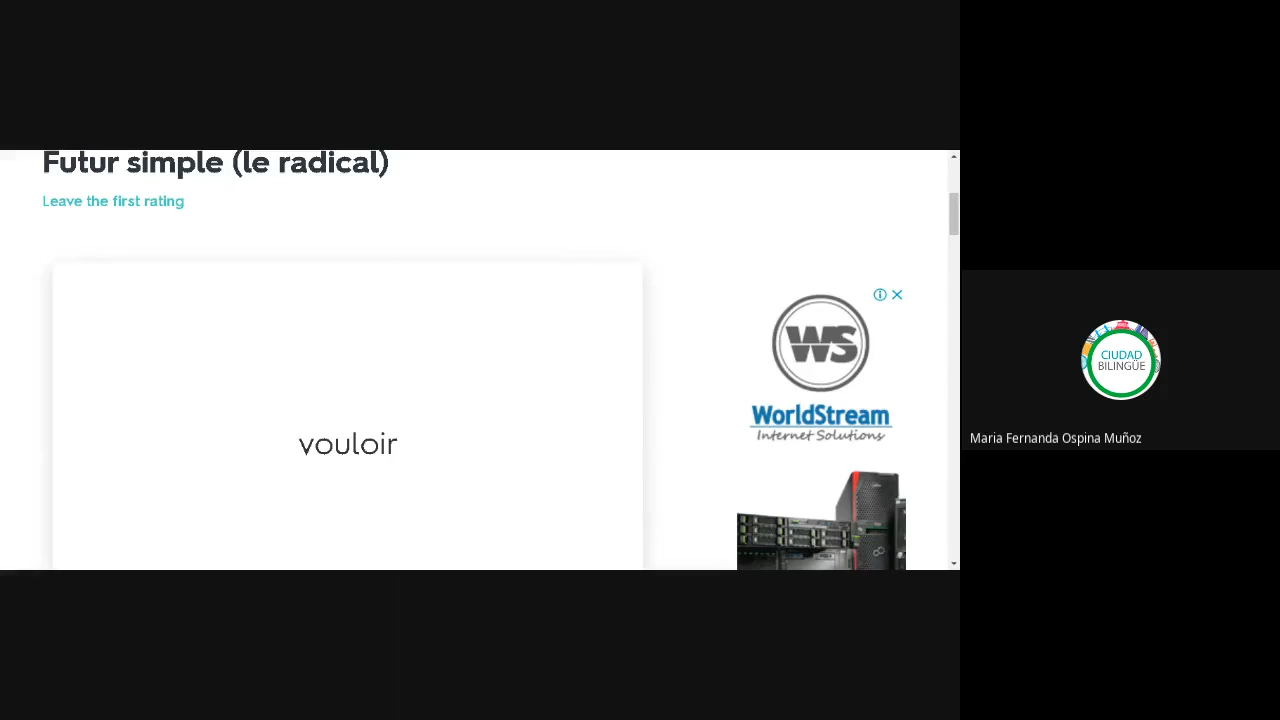 Futur simple (le radical)
Leave the first rating
vouloir
WS
WorldStream
Internet Solutions
CIUDAD
BILINGÜE
Maria Fernanda Ospina Muñoz